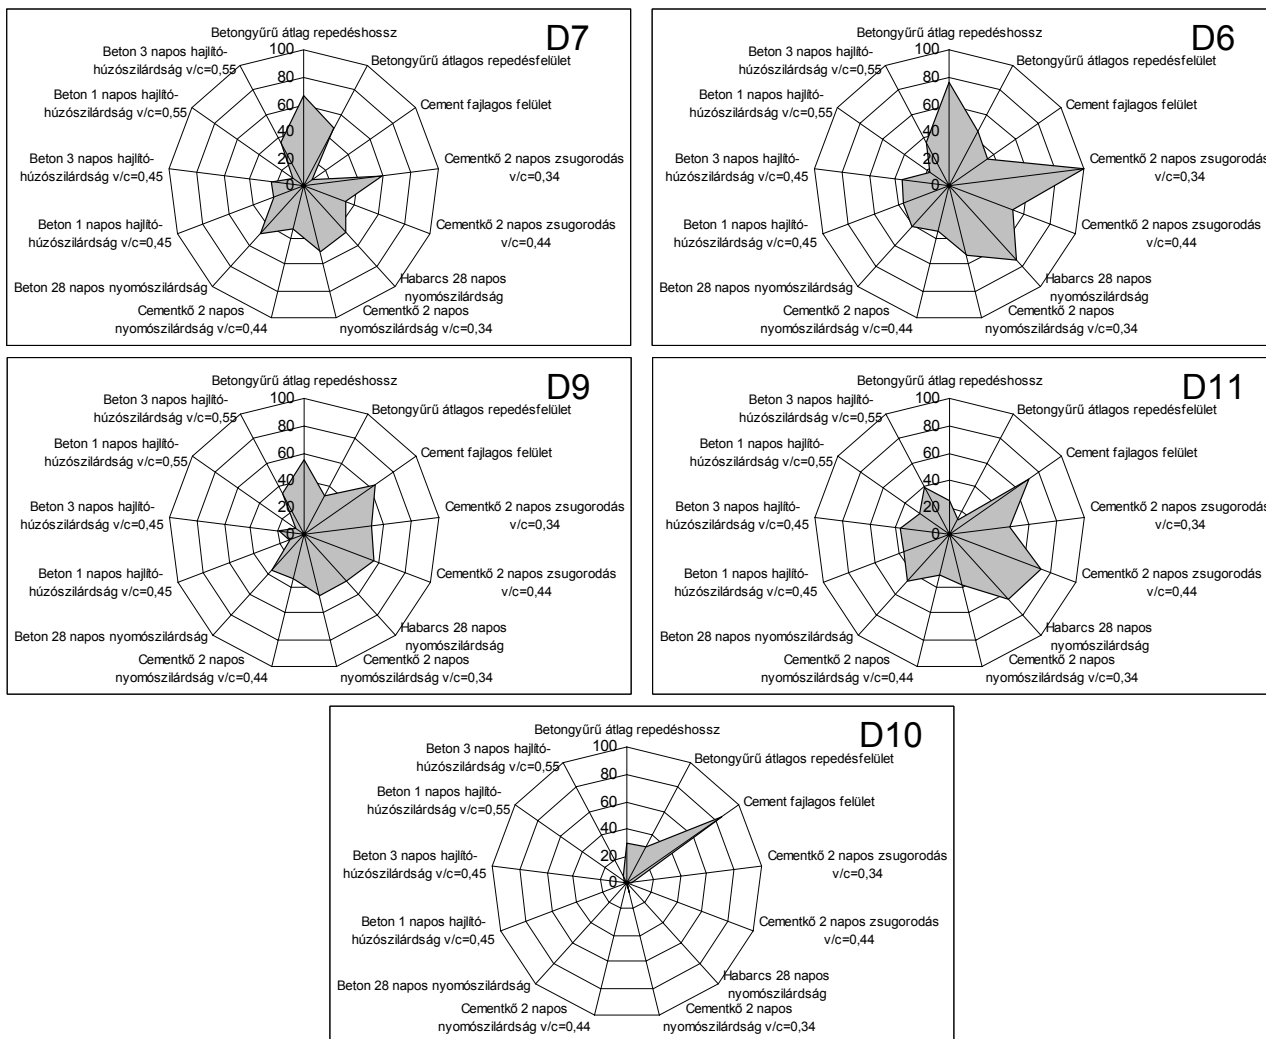 D7
Betongyűrű átlag repedéshossz
Betongyűrű átlagos repedésfelület
Cement fajlagos felület
Cementkő 2 napos zsugorodás
v/c=0,34
Cementkő 2 napos zsugorodás
v/c=0,44
Habarcs 28 napos
nyomószilárdság
Cementkő 2 napos
nyomószilárdság v/c=0,34
Cementkő 2 napos
nyomószilárdság v/c=0,44
Beton 28 napos nyomószilárdság
Beton 1 napos hajlító-
húzószilárdság v/c=0,45
Beton 3 napos hajlító-
húzószilárdság v/c=0,45
Beton 1 napos hajlító-
húzószilárdság v/c=0,55
Beton 3 napos hajlító-
húzószilárdság v/c=0,55
100
80
60
40
20
0
D6
Betongyűrű átlag repedéshossz
Betongyűrű átlagos repedésfelület
Cement fajlagos felület
Cementkő 2 napos zsugorodás
v/c=0,34
Cementkő 2 napos zsugorodás
v/c=0,44
Habarcs 28 napos
nyomószilárdság
Cementkő 2 napos
nyomószilárdság v/c=0,34
Cementkő 2 napos
nyomószilárdság v/c=0,44
Beton 28 napos nyomószilárdság
Beton 1 napos hajlító-
húzószilárdság v/c=0,45
Beton 3 napos hajlító-
húzószilárdság v/c=0,45
Beton 1 napos hajlító-
húzószilárdság v/c=0,55
Beton 3 napos hajlító-
húzószilárdság v/c=0,55
100
80
60
40
20
0
D9
Betongyűrű átlag repedéshossz
Betongyűrű átlagos repedésfelület
Cement fajlagos felület
Cementkő 2 napos zsugorodás
v/c=0,34
Cementkő 2 napos zsugorodás
v/c=0,44
Habarcs 28 napos
nyomószilárdság
Cementkő 2 napos
nyomószilárdság v/c=0,34
Cementkő 2 napos
nyomószilárdság v/c=0,44
Beton 28 napos nyomószilárdság
Beton 1 napos hajlító-
húzószilárdság v/c=0,45
Beton 3 napos hajlító-
húzószilárdság v/c=0,45
Beton 1 napos hajlító-
húzószilárdság v/c=0,55
Beton 3 napos hajlító-
húzószilárdság v/c=0,55
100
80
60
40
20
0
D11
Betongyűrű átlag repedéshossz
Betongyűrű átlagos repedésfelület
Cement fajlagos felület
Cementkő 2 napos zsugorodás
v/c=0,34
Cementkő 2 napos zsugorodás
v/c=0,44
Habarcs 28 napos
nyomószilárdság
Cementkő 2 napos
nyomószilárdság v/c=0,34
Cementkő 2 napos
nyomószilárdság v/c=0,44
Beton 28 napos nyomószilárdság
Beton 1 napos hajlító-
húzószilárdság v/c=0,45
Beton 3 napos hajlító-
húzószilárdság v/c=0,45
Beton 1 napos hajlító-
húzószilárdság v/c=0,55
Beton 3 napos hajlító-
húzószilárdság v/c=0,55
100
80
60
40
20
0
D10
Betongyűrű átlag repedéshossz
Betongyűrű átlagos repedésfelület
Cement fajlagos felület
Cementkő 2 napos zsugorodás
v/c=0,34
Cementkő 2 napos zsugorodás
v/c=0,44
Habarcs 28 napos
nyomószilárdság
Cementkő 2 napos
nyomószilárdság v/c=0,34
Cementkő 2 napos
nyomószilárdság v/c=0,44
Beton 28 napos nyomószilárdság
Beton 1 napos hajlító-
húzószilárdság v/c=0,45
Beton 3 napos hajlító-
húzószilárdság v/c=0,45
Beton 1 napos hajlító-
húzószilárdság v/c=0,55
Beton 3 napos hajlító-
húzószilárdság v/c=0,55
100
80
60
40
20
0